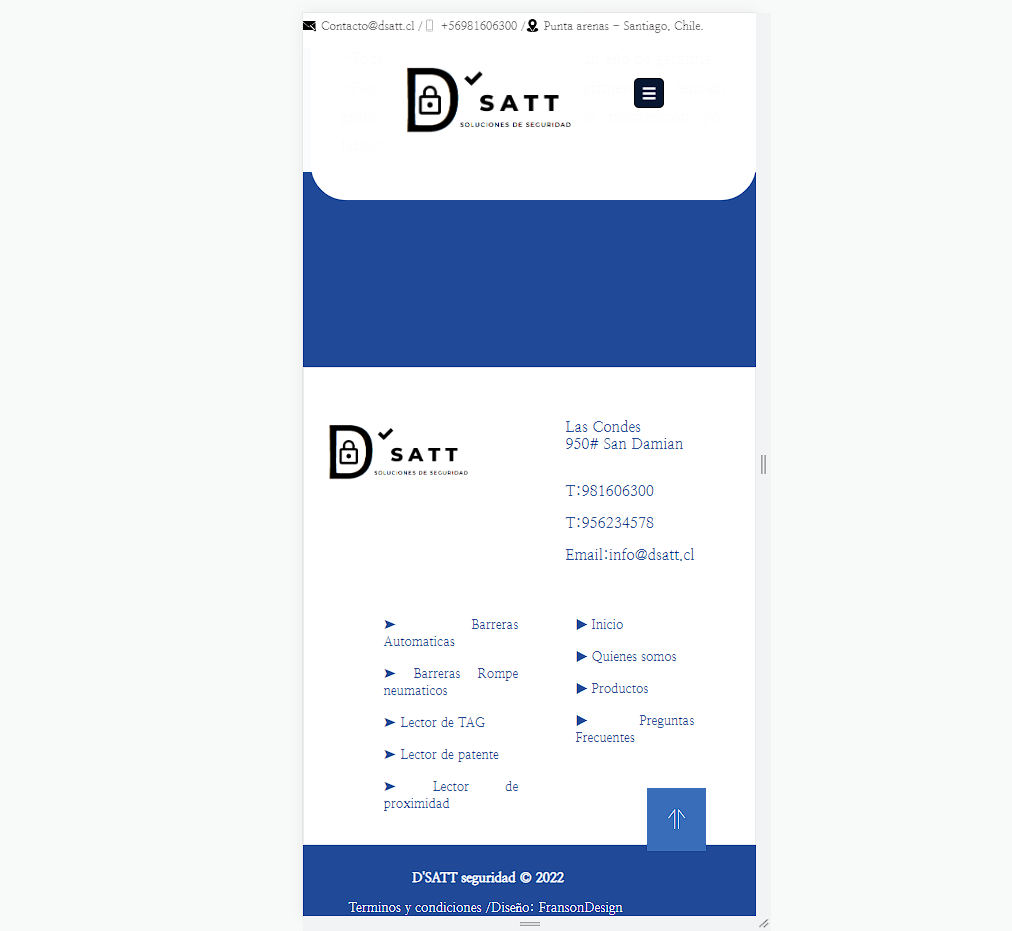 Contacto@dsatt.cl / +56981606300 / Punta arenas - Santiago, Chile.
D'SATT
SOLUCIONES DE SEGURIDAD
D'SATT
SOLUCIONES DE SEGURIDAD
Las Condes
950# San Damian
T:981606300
T:956234578
Email:info@dsatt.cl
➤ Barreras
Automaticas
➤ Barreras Rompe
neumaticos
➤ Lector de TAG
➤ Lector de patente
➤ Lector de
proximidad
▶ Inicio
▶ Quienes somos
▶ Productos
▶ Preguntas
Frecuentes
D'SATT seguridad © 2022
Terminos y condiciones /Diseño: FransonDesign